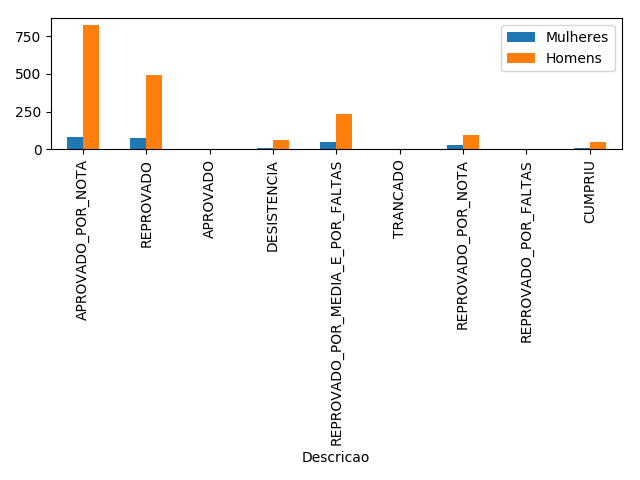 750
500
250
0
Mulheres
Homens
APROVADO_POR_NOTA
REPROVADO
APROVADO
DESISTENCIA
REPROVADO_POR_MEDIA_E_POR_FALTAS
TRANCADO
REPROVADO_POR_NOTA
REPROVADO_POR_FALTAS
CUMPRIU
Descricao